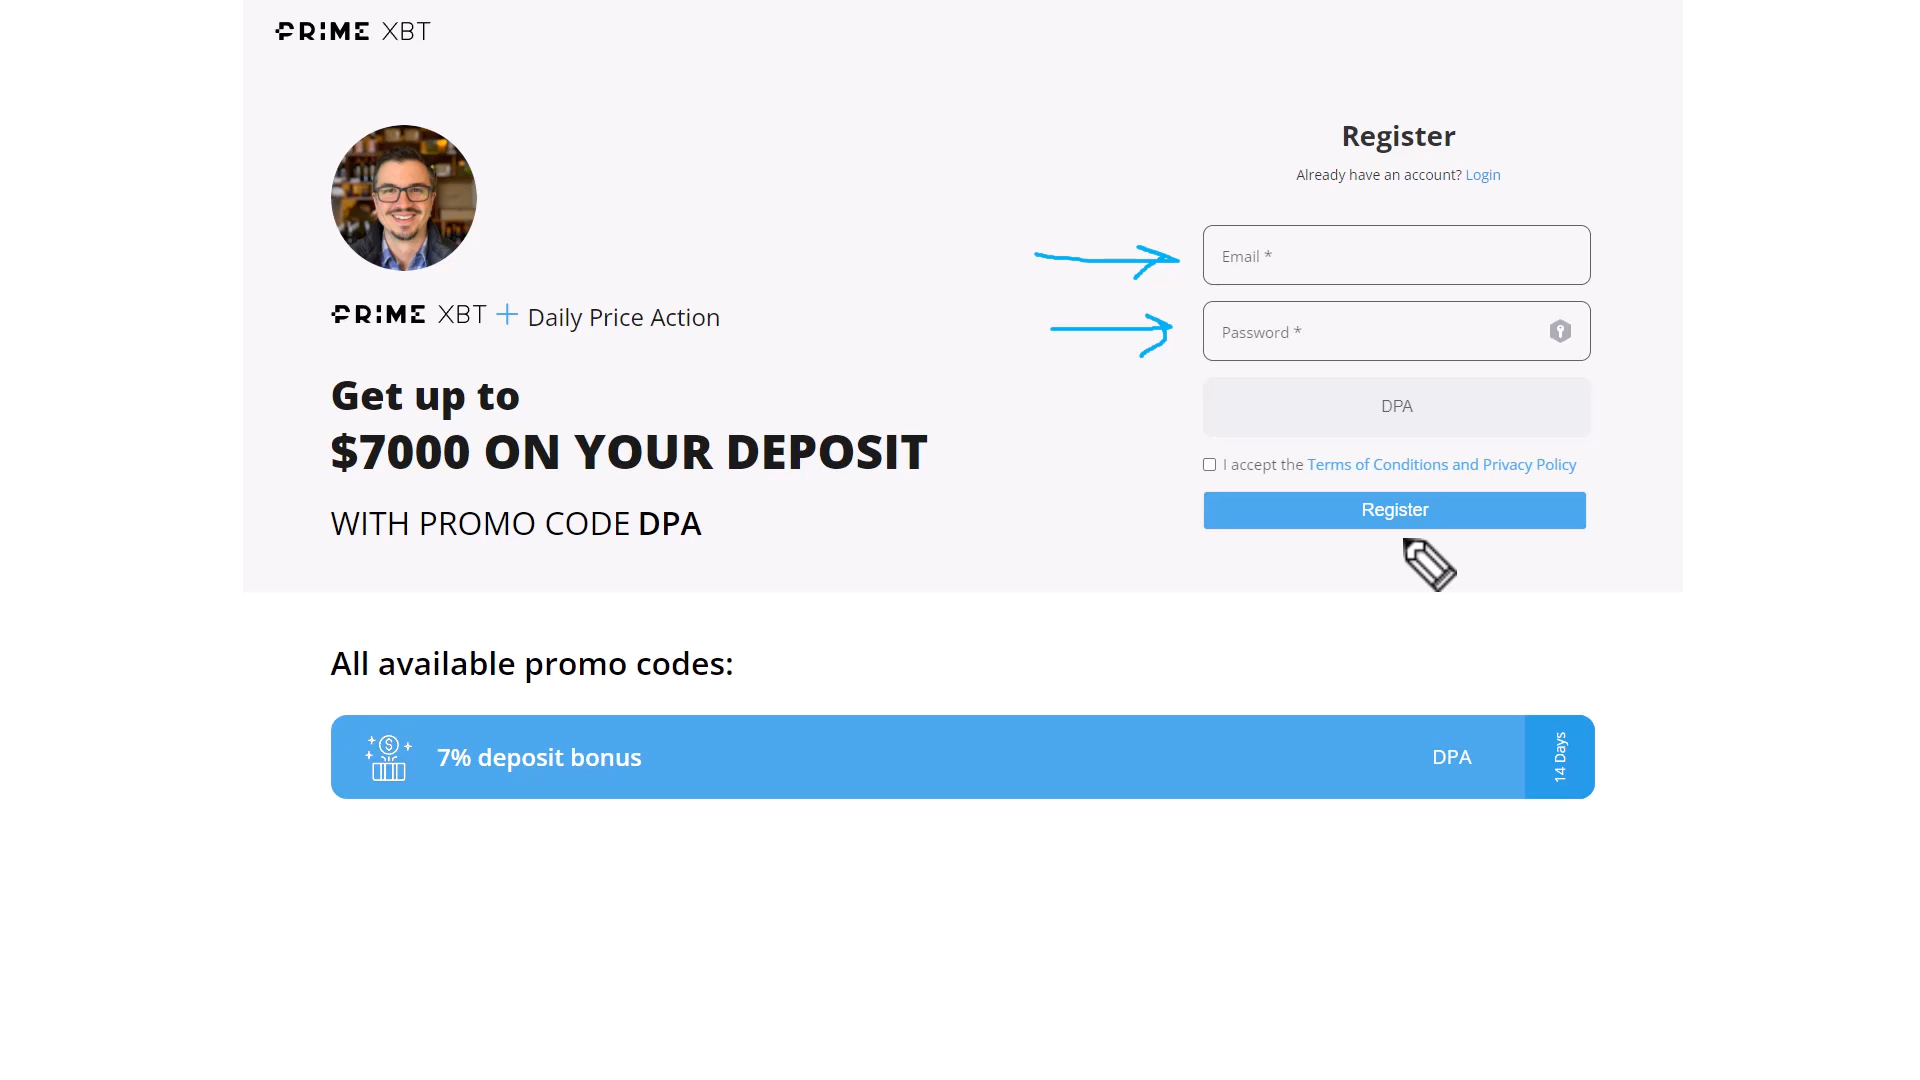 PRIME XBT
Register
Already have an account? Login
Email *
Password *
DPA
I accept the Terms of Conditions and Privacy Policy
Register
PRIME XBT + Daily Price Action
Get up to
$7000 ON YOUR DEPOSIT
WITH PROMO CODE DPA
All available promo codes:
7% deposit bonus
DPA
14 Days